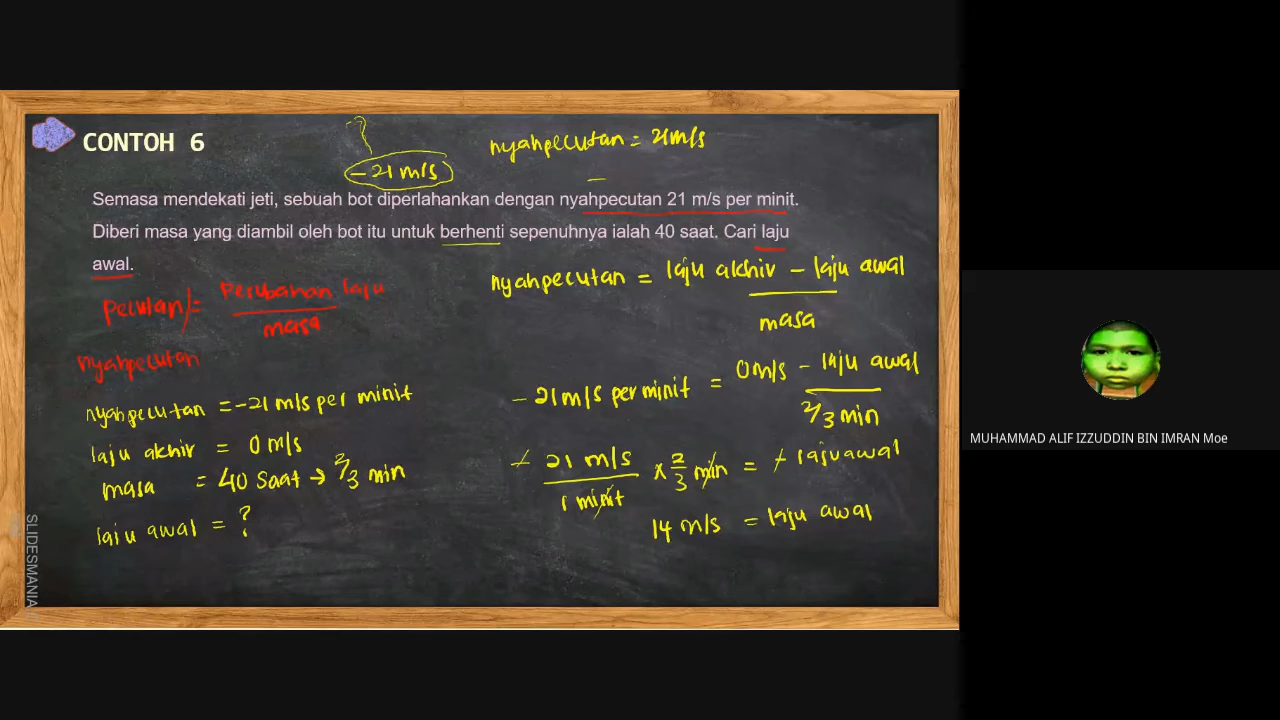 CONTOH 6
? nyahpecutan = 21m/s
-21 m/s
Semasa mendekati jeti, sebuah bot diperlahankan dengan nyahpecutan 21 m/s per minit.
Diberi masa yang diambil oleh bot itu untuk berhenti sepenuhnya ialah 40 saat. Cari laju
awal.
pecutan = perubahan laju
masa
nyahpecutan
nyahpecutan = -21 m/s per minit
laju akhir = 0 m/s
masa = 40 saat → 2/3 min
laju awal = ?
nyahpecutan = laju akhir - laju awal
masa
- 21m/s per minit = 0m/s - laju awal
2/3 min
- 21 m/s × 2/3 min = - laju awal
1 minit
14 m/s = laju awal
SLIDESMANIA
MUHAMMAD ALIF IZZUDDIN BIN IMRAN Moe